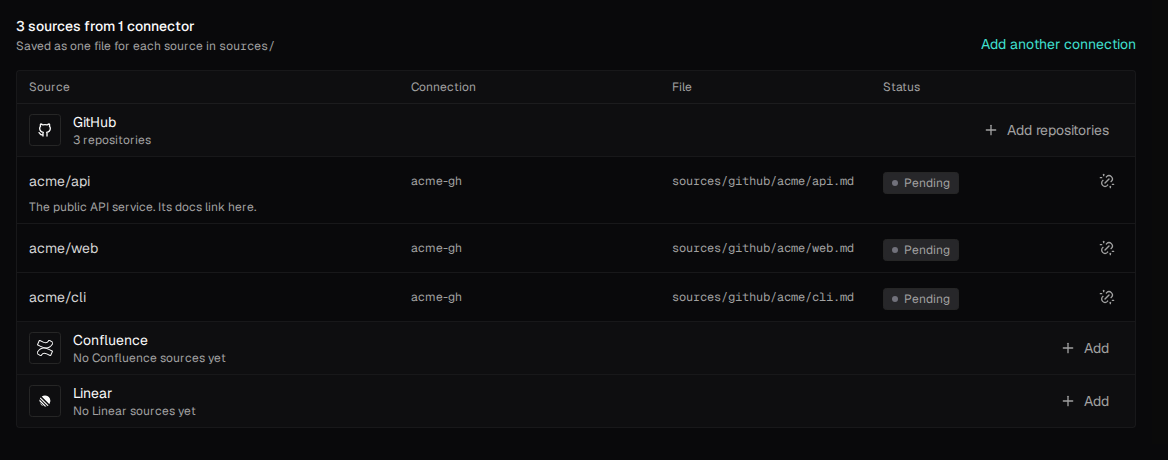 3 sources from 1 connector
Saved as one file for each source in sources/
Add another connection
Source Connection File Status
GitHub
3 repositories
+ Add repositories
acme/api acme-gh sources/github/acme/api.md Pending
The public API service. Its docs link here.
acme/web acme-gh sources/github/acme/web.md Pending
acme/cli acme-gh sources/github/acme/cli.md Pending
Confluence
No Confluence sources yet
+ Add
Linear
No Linear sources yet
+ Add